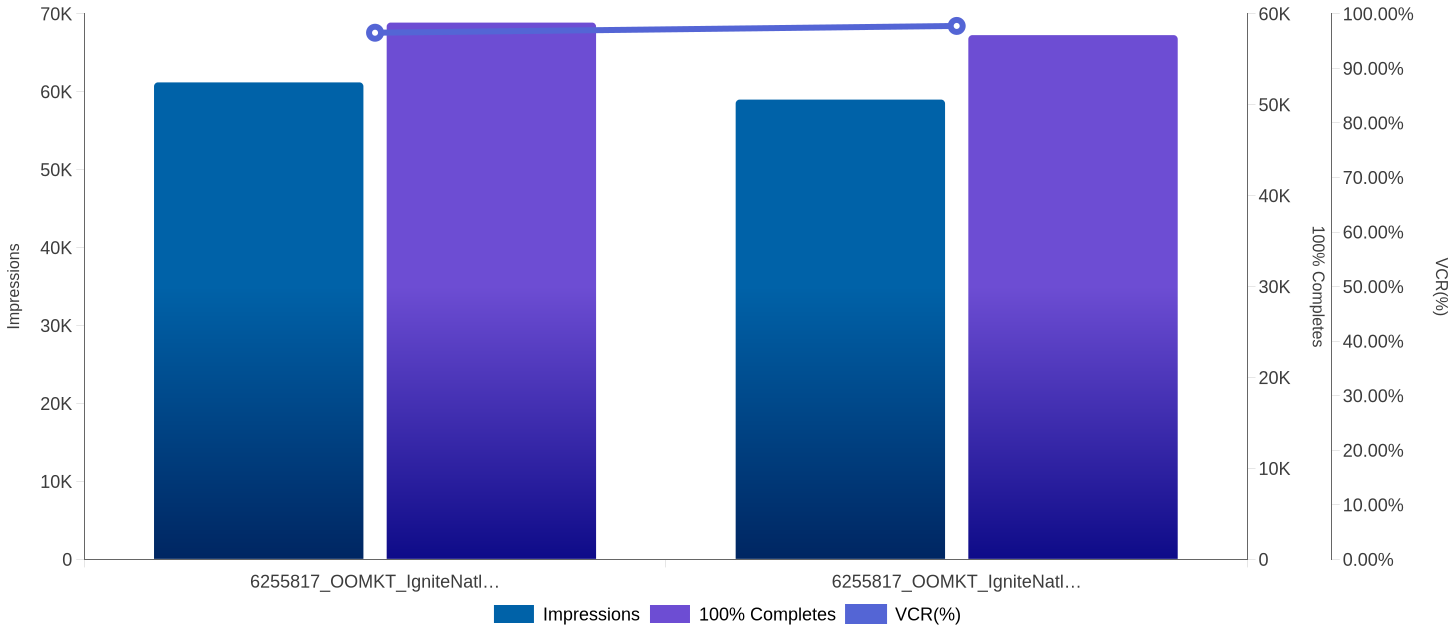 70K
60K
50K
40K
30K
20K
10K
0
Impressions
60K
50K
40K
30K
20K
10K
0
100% Completes
100.00%
90.00%
80.00%
70.00%
60.00%
50.00%
40.00%
30.00%
20.00%
10.00%
0.00%
VCR(%)
6255817_OOMKT_IgniteNatl…
6255817_OOMKT_IgniteNatl…
Impressions 100% Completes VCR(%)